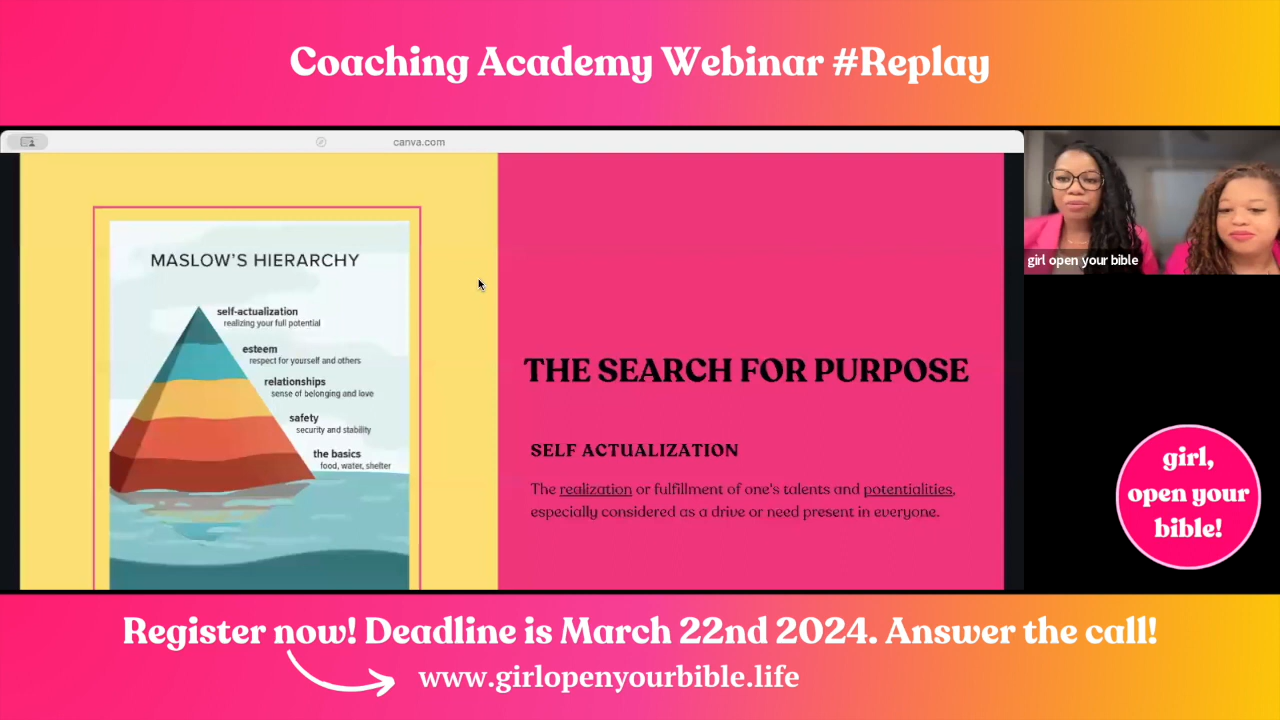 Coaching Academy Webinar #Replay
canva.com
MASLOW'S HIERARCHY
self-actualization
realizing your full potential
esteem
respect for yourself and others
relationships
sense of belonging and love
safety
security and stability
the basics
food, water, shelter
THE SEARCH FOR PURPOSE
SELF ACTUALIZATION
The realization or fulfillment of one's talents and potentialities,
especially considered as a drive or need present in everyone.
girl open your bible
girl,
open your
bible!
Register now! Deadline is March 22nd 2024. Answer the call!
www.girlopenyourbible.life